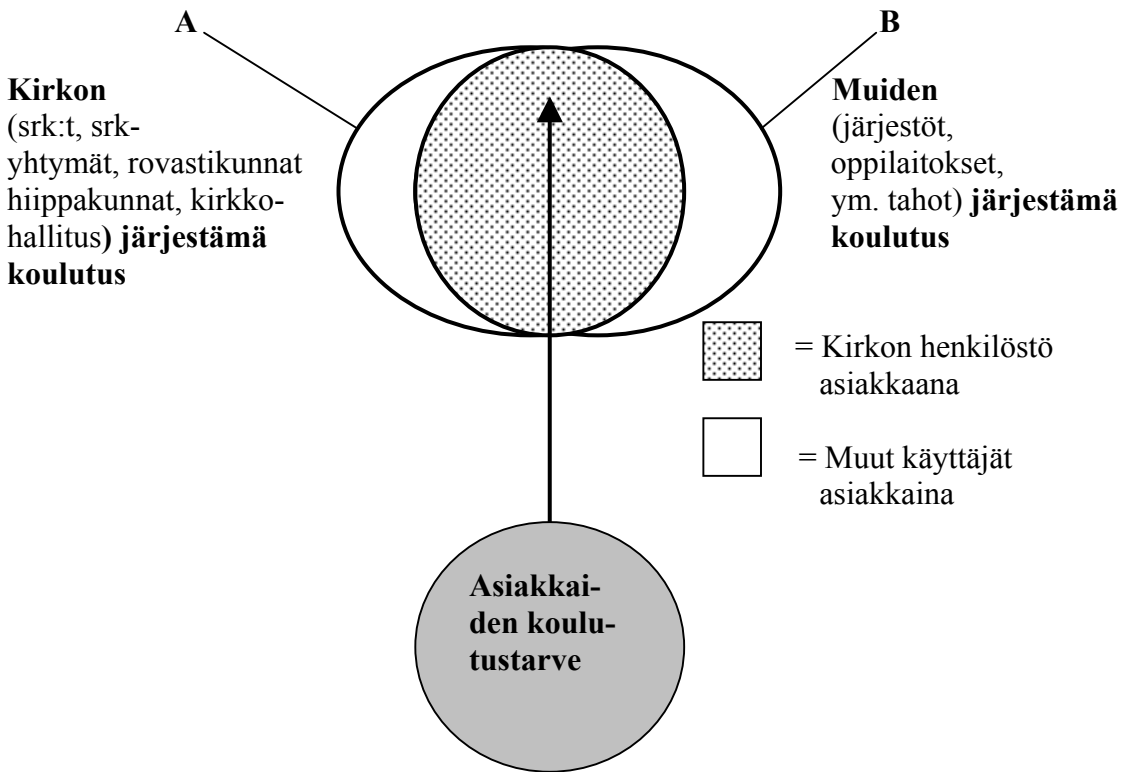 A
Kirkon
(srk:t, srk-
yhtymät, rovastikunnat
hiippakunnat, kirkko-
hallitus) järjestämä
koulutus
B
Muiden
(järjestöt,
oppilaitokset,
ym. tahot) järjestämä
koulutus
= Kirkon henkilöstö
asiakkaana
= Muut käyttäjät
asiakkaina
Asiakkai-
den koulu-
tustarve